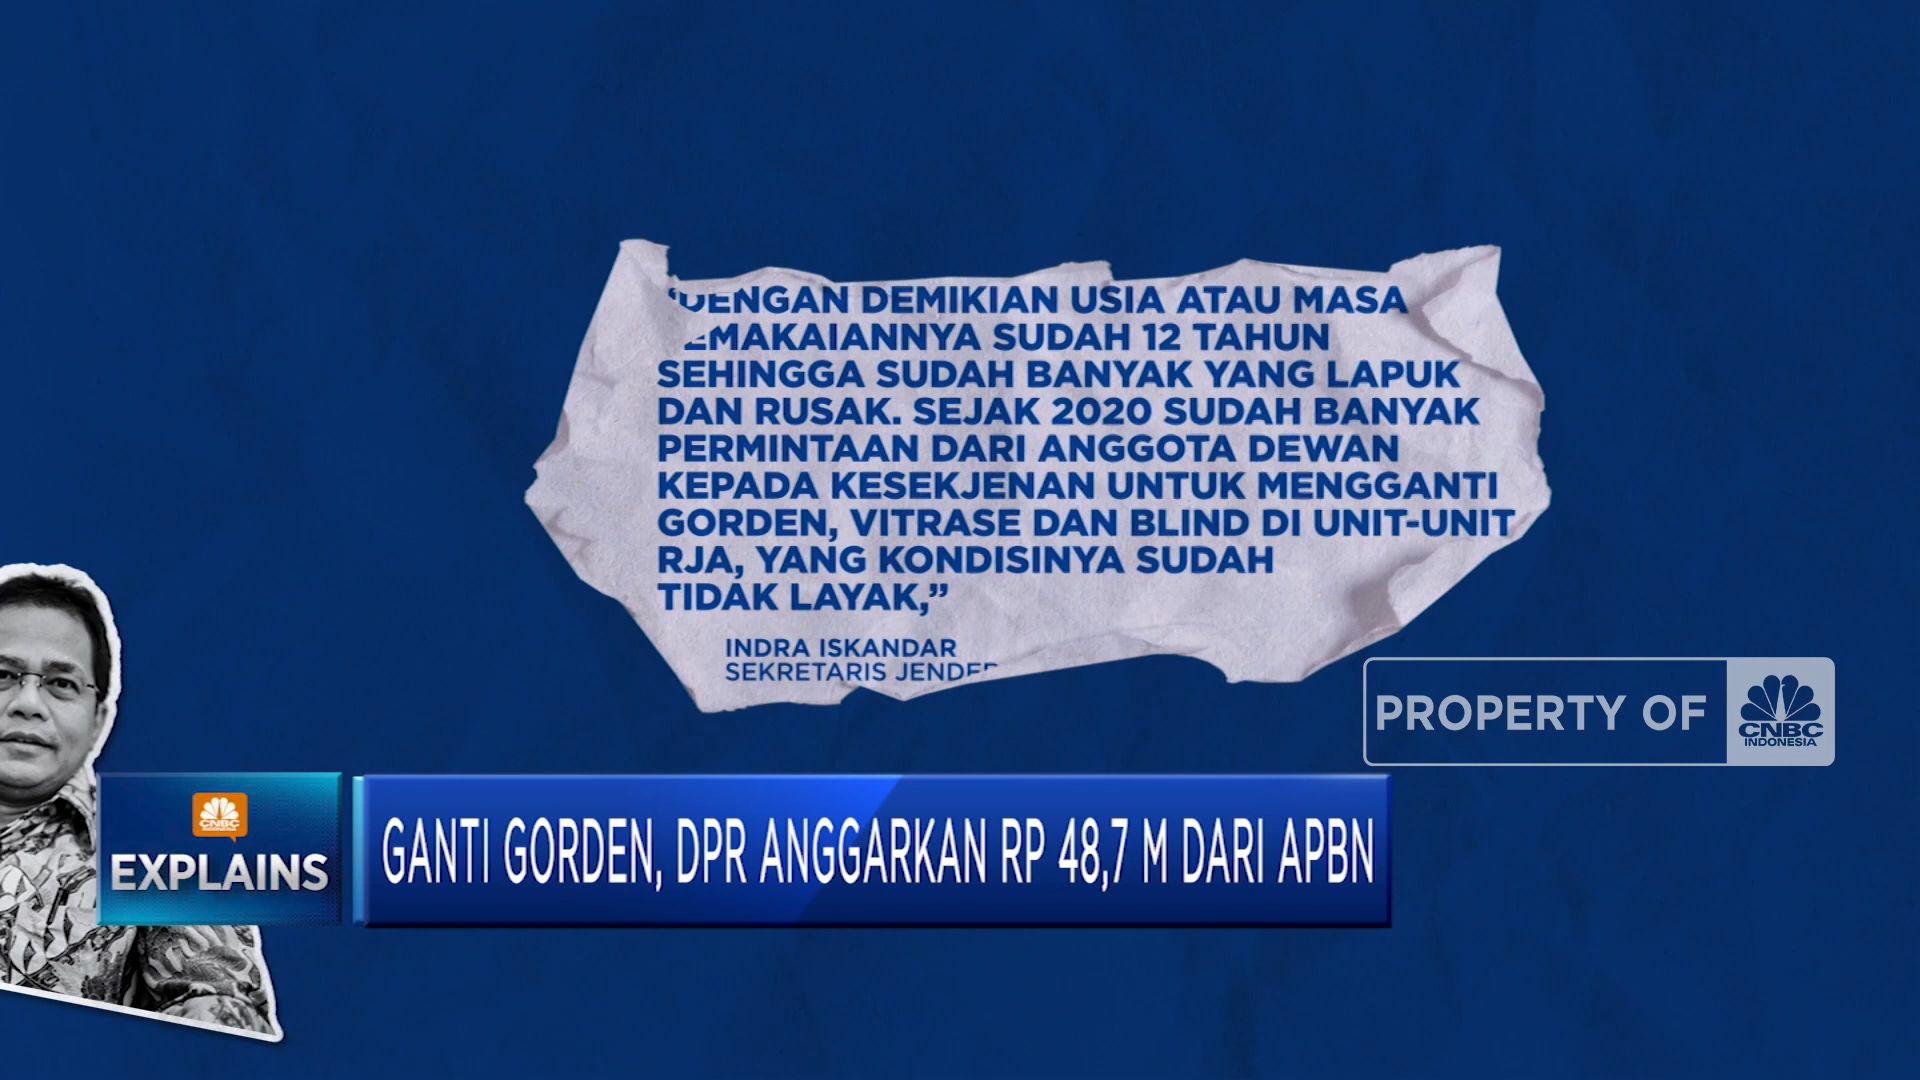 “DENGAN DEMIKIAN USIA ATAU MASA
PEMAKAIANNYA SUDAH 12 TAHUN
SEHINGGA SUDAH BANYAK YANG LAPUK
DAN RUSAK. SEJAK 2020 SUDAH BANYAK
PERMINTAAN DARI ANGGOTA DEWAN
KEPADA KESEKJENAN UNTUK MENGGANTI
GORDEN, VITRASE DAN BLIND DI UNIT-UNIT
RJA, YANG KONDISINYA SUDAH
TIDAK LAYAK,”
INDRA ISKANDAR
SEKRETARIS
PROPERTY OF
CNBC
INDONESIA
CNBC
INDONESIA
EXPLAINS
GANTI GORDEN, DPR ANGGARKAN RP 48,7 M DARI APBN